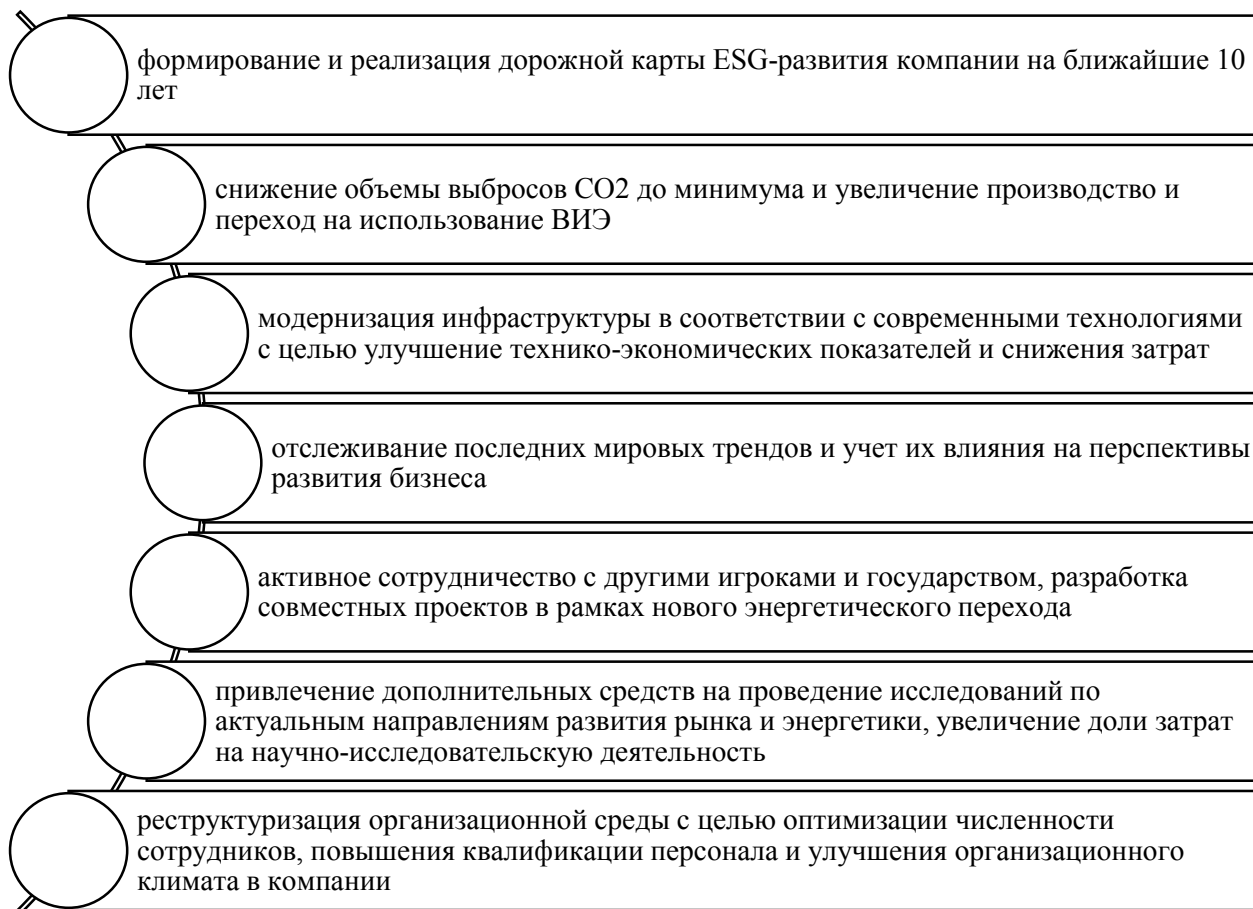 формирование и реализация дорожной карты ESG-развития компании на ближайшие 10
лет
снижение объемы выбросов СО2 до минимума и увеличение производство и
переход на использование ВИЭ
модернизация инфраструктуры в соответствии с современными технологиями
с целью улучшение технико-экономических показателей и снижения затрат
отслеживание последних мировых трендов и учет их влияния на перспективы
развития бизнеса
активное сотрудничество с другими игроками и государством, разработка
совместных проектов в рамках нового энергетического перехода
привлечение дополнительных средств на проведение исследований по
актуальным направлениям развития рынка и энергетики, увеличение доли затрат
на научно-исследовательскую деятельность
реструктуризация организационной среды с целью оптимизации численности
сотрудников, повышения квалификации персонала и улучшения организационного
климата в компании